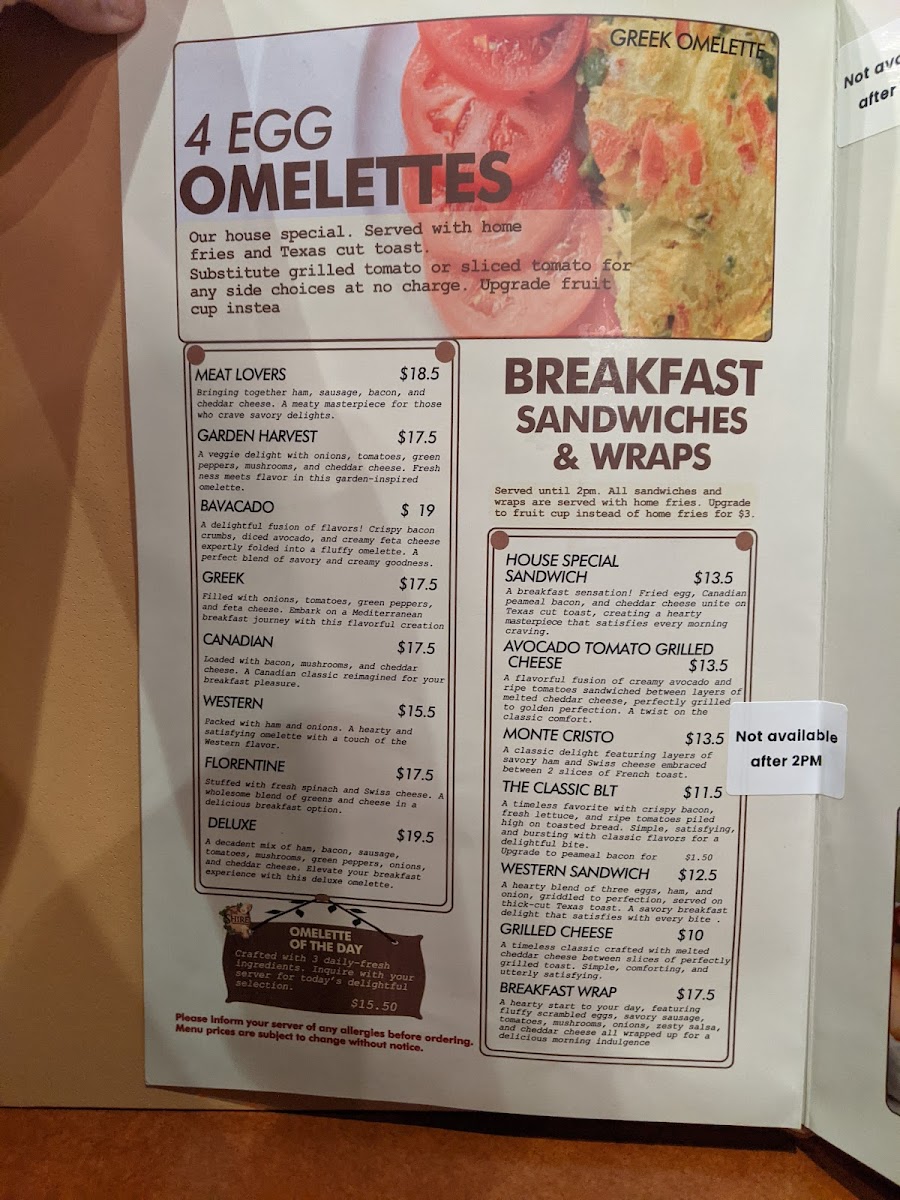 GREEK OMELETTE
4 EGG
OMELETTES
Our house special. Served with home
fries and Texas cut toast.
Substitute grilled tomato or sliced tomato for
any side choices at no charge. Upgrade fruit
cup instea
MEAT LOVERS $18.5
Bringing together ham, sausage, bacon, and
cheddar cheese. A meaty masterpiece for those
who crave savory delights.
GARDEN HARVEST $17.5
A veggie delight with onions, tomatoes, green
peppers, mushrooms, and cheddar cheese. Fresh
ness meets flavor in this garden-inspired
omelette.
BAVACADO $ 19
A delightful fusion of flavors! Crispy bacon
crumbs, diced avocado, and creamy feta cheese
expertly folded into a fluffy omelette. A
perfect blend of savory and creamy goodness.
GREEK $17.5
Filled with onions, tomatoes, green peppers,
and feta cheese. Embark on a Mediterranean
breakfast journey with this flavorful creation
CANADIAN $17.5
Loaded with bacon, mushrooms, and cheddar
cheese. A Canadian classic reimagined for your
breakfast pleasure.
WESTERN $15.5
Packed with ham and onions. A hearty and
satisfying omelette with a touch of the
Western flavor.
FLORENTINE $17.5
Stuffed with fresh spinach and Swiss cheese. A
wholesome blend of greens and cheese in a
delicious breakfast option.
DELUXE $19.5
A decadent mix of ham, bacon, sausage,
tomatoes, mushrooms, green peppers, onions,
and cheddar cheese. Elevate your breakfast
experience with this deluxe omelette.
SHIRE
OMELETTE
OF THE DAY
Crafted with 3 daily-fresh
ingredients. Inquire with your
server for today's delightful
selection.
$15.50
Please inform your server of any allergies before ordering.
Menu prices are subject to change without notice.
BREAKFAST
SANDWICHES
& WRAPS
Served until 2pm. All sandwiches and
wraps are served with home fries. Upgrade
to fruit cup instead of home fries for $3.
HOUSE SPECIAL
SANDWICH $13.5
A breakfast sensation! Fried egg, Canadian
peameal bacon, and cheddar cheese unite on
Texas cut toast, creating a hearty
masterpiece that satisfies every morning
craving.
AVOCADO TOMATO GRILLED
CHEESE $13.5
A flavorful fusion of creamy avocado and
ripe tomatoes sandwiched between layers of
melted cheddar cheese, perfectly grilled
to golden perfection. A twist on the
classic comfort.
MONTE CRISTO $13.5
A classic delight featuring layers of
savory ham and Swiss cheese embraced
between 2 slices of French toast.
THE CLASSIC BLT $11.5
A timeless favorite with crispy bacon,
fresh lettuce, and ripe tomatoes piled
high on toasted bread. Simple, satisfying,
and bursting with classic flavors for a
delightful bite.
Upgrade to peameal bacon for $1.50
WESTERN SANDWICH $12.5
A hearty blend of three eggs, ham, and
onion, griddled to perfection, served on
thick-cut Texas toast. A savory breakfast
delight that satisfies with every bite .
GRILLED CHEESE $10
A timeless classic crafted with melted
cheddar cheese between slices of perfectly
grilled toast. Simple, comforting, and
utterly satisfying.
BREAKFAST WRAP $17.5
A hearty start to your day, featuring
fluffy scrambled eggs, savory sausage,
tomatoes, mushrooms, onions, zesty salsa,
and cheddar cheese all wrapped up for a
delicious morning indulgence
Not available
after 2PM
Not ava
after